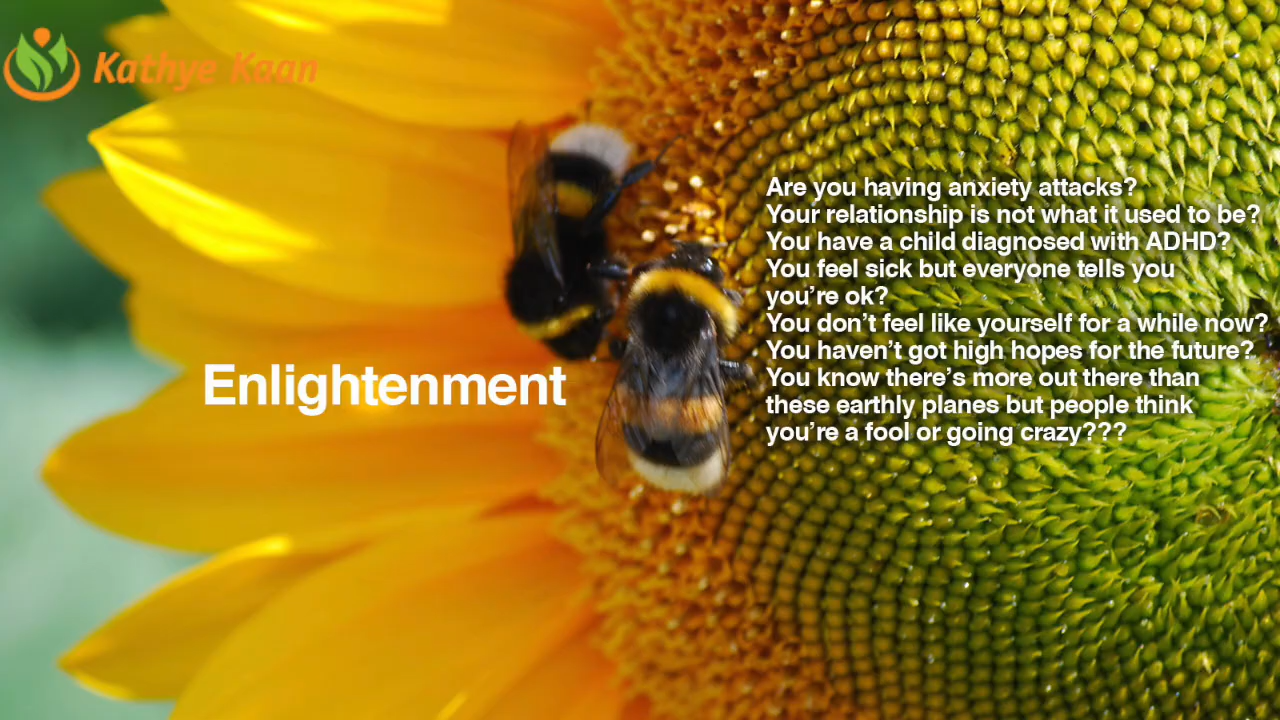 Kathye Kaan
Enlightenment
Are you having anxiety attacks?
Your relationship is not what it used to be?
You have a child diagnosed with ADHD?
You feel sick but everyone tells you
you’re ok?
You don’t feel like yourself for a while now?
You haven’t got high hopes for the future?
You know there’s more out there than
these earthly planes but people think
you’re a fool or going crazy???